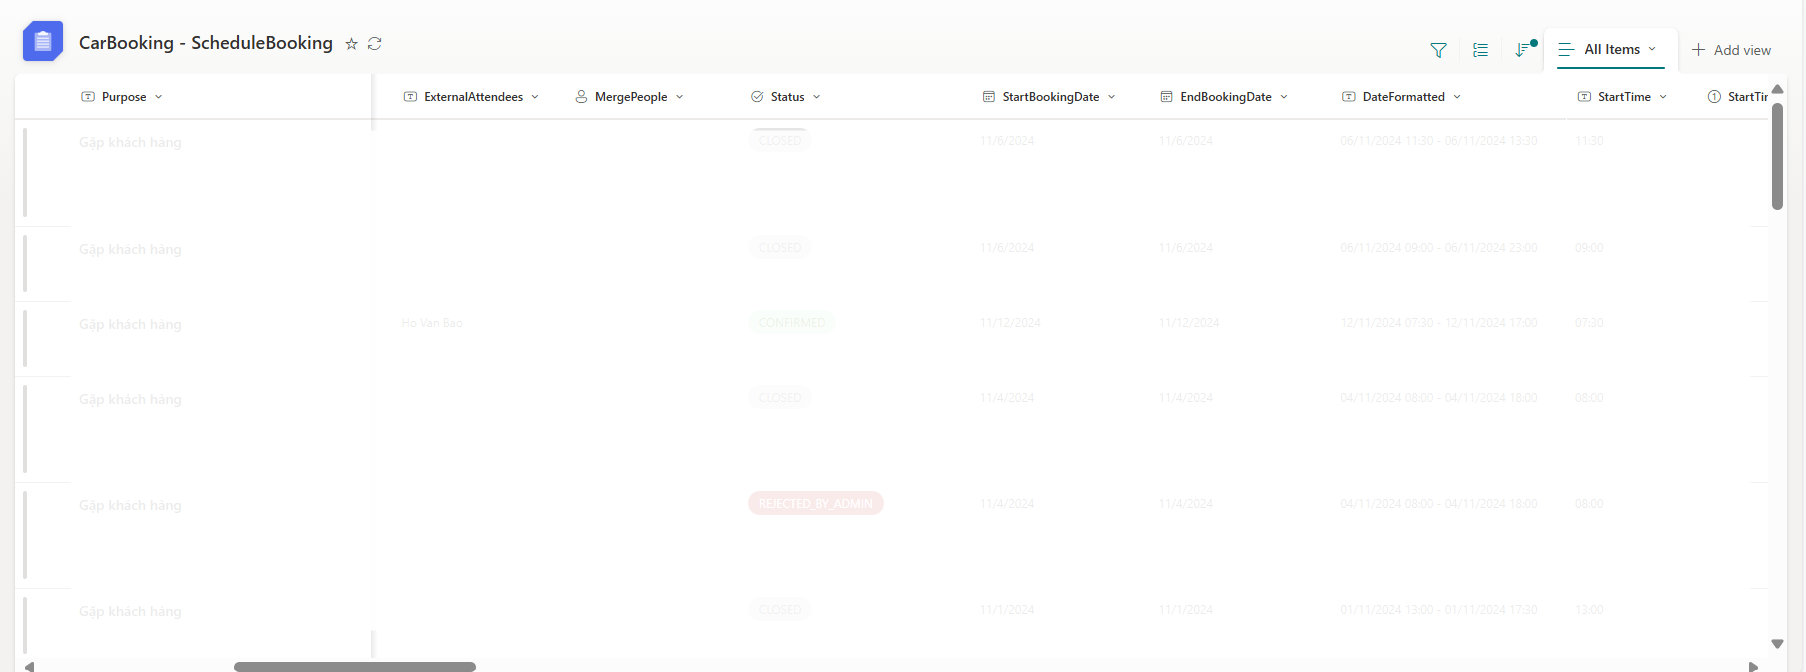 CarBooking - ScheduleBooking
All Items
Add view
Purpose ExternalAttendees MergePeople Status StartBookingDate EndBookingDate DateFormatted StartTime StartTir
Gặp khách hàng CLOSED 11/6/2024 11/6/2024 06/11/2024 11:30 - 06/11/2024 13:30 11:30
Gặp khách hàng CLOSED 11/6/2024 11/6/2024 06/11/2024 09:00 - 06/11/2024 23:00 09:00
Gặp khách hàng Ho Van Bao CONFIRMED 11/12/2024 11/12/2024 12/11/2024 07:30 - 12/11/2024 17:00 07:30
Gặp khách hàng CLOSED 11/4/2024 11/4/2024 04/11/2024 08:00 - 04/11/2024 18:00 08:00
Gặp khách hàng REJECTED_BY_ADMIN 11/4/2024 11/4/2024 04/11/2024 08:00 - 04/11/2024 18:00 08:00
Gặp khách hàng CLOSED 11/1/2024 11/1/2024 01/11/2024 13:00 - 01/11/2024 17:30 13:00